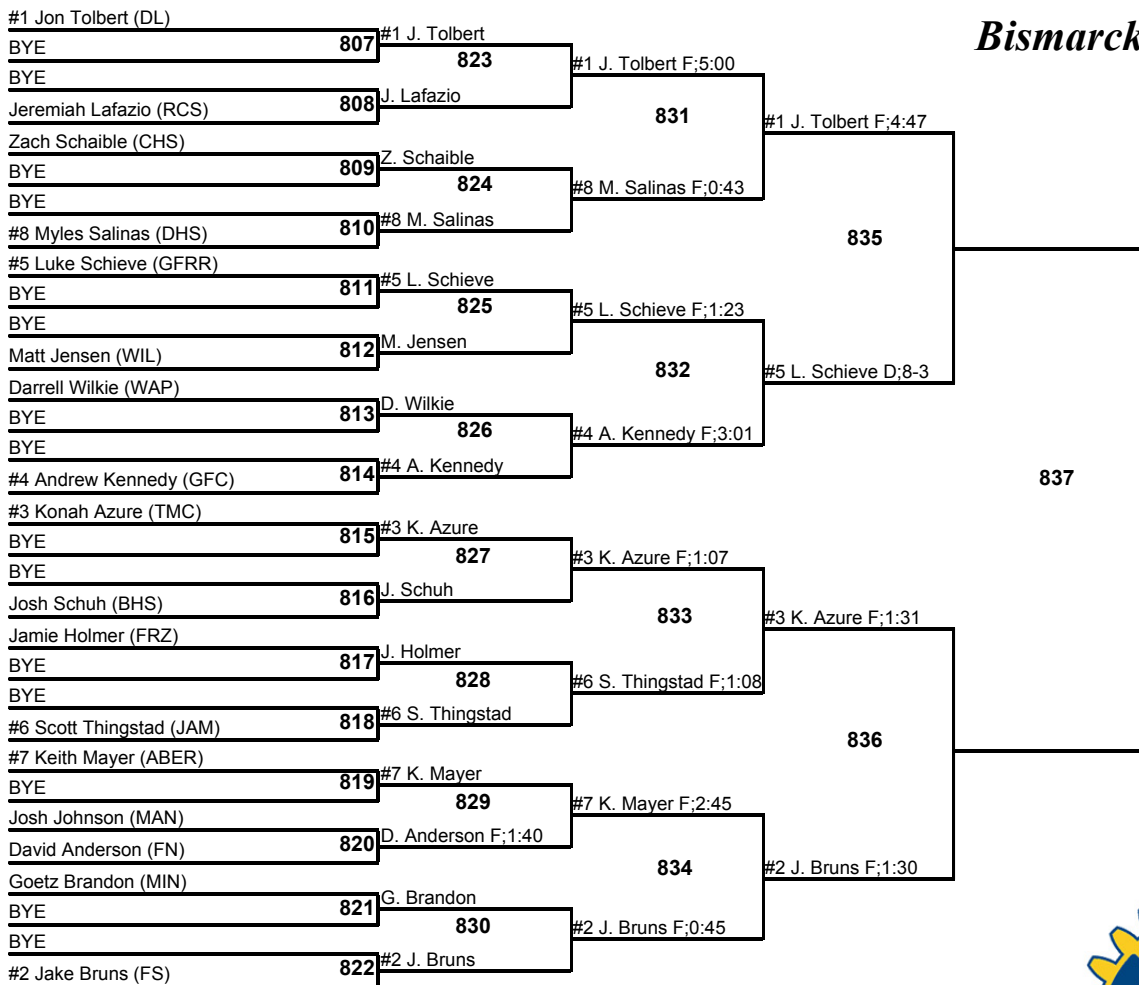 #1 Jon Tolbert (DL)
BYE
807
BYE
Jeremiah Lafazio (RCS)
808
Zach Schaible (CHS)
BYE
809
BYE
#8 Myles Salinas (DHS)
810
#5 Luke Schieve (GFRR)
BYE
811
BYE
Matt Jensen (WIL)
812
Darrell Wilkie (WAP)
BYE
813
BYE
#4 Andrew Kennedy (GFC)
814
#3 Konah Azure (TMC)
BYE
815
BYE
Josh Schuh (BHS)
816
Jamie Holmer (FRZ)
BYE
817
BYE
#6 Scott Thingstad (JAM)
818
#7 Keith Mayer (ABER)
BYE
819
Josh Johnson (MAN)
David Anderson (FN)
820
Goetz Brandon (MIN)
BYE
821
BYE
#2 Jake Bruns (FS)
822
#1 J. Tolbert
823
J. Lafazio
Z. Schaible
824
#8 M. Salinas
#5 L. Schieve
825
M. Jensen
D. Wilkie
826
#4 A. Kennedy
#3 K. Azure
827
J. Schuh
J. Holmer
828
#6 S. Thingstad
#7 K. Mayer
829
D. Anderson F;1:40
G. Brandon
830
#2 J. Bruns
#1 J. Tolbert F;5:00
831
#8 M. Salinas F;0:43
#5 L. Schieve F;1:23
832
#4 A. Kennedy F;3:01
#3 K. Azure F;1:07
833
#6 S. Thingstad F;1:08
#7 K. Mayer F;2:45
834
#2 J. Bruns F;0:45
#1 J. Tolbert F;4:47
835
#5 L. Schieve D;8-3
#3 K. Azure F;1:31
836
#2 J. Bruns F;1:30
837
Bismarck